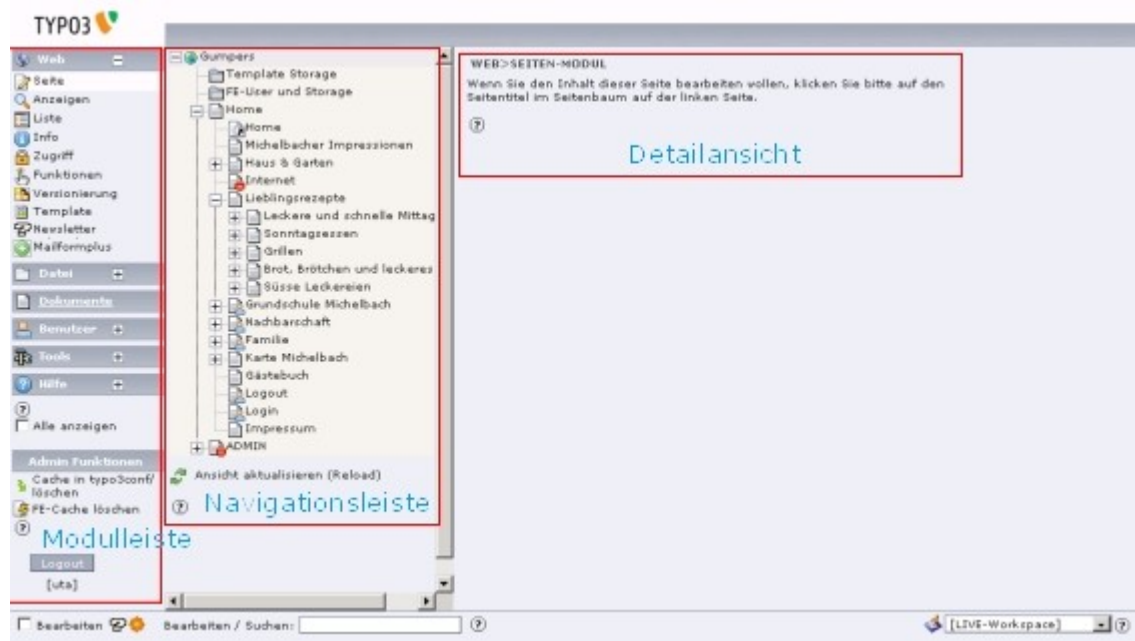 TYPO3
Web
Seite
Anzeigen
Liste
Info
Zugriff
Funktionen
Versionierung
Template
Newsletter
Mailformplus
Datei
Dokumente
Benutzer
Tools
Hilfe
Alle anzeigen
Admin Funktionen
Cache in typo3conf/
löschen
FE-Cache löschen
Modulleiste
Logout
[uta]
Gumpers
Template Storage
FE-User und Storage
Home
Home
Michelbacher Impressionen
Haus & Garten
Internet
Lieblingsrezepte
Leckere und schnelle Mittag
Sonntagsessen
Grillen
Brot, Brötchen und leckeres
Süsse Leckereien
Grundschule Michelbach
Nachbarschaft
Familie
Karte Michelbach
Gästebuch
Logout
Login
Impressum
ADMIN
Ansicht aktualisieren (Reload)
Navigationsleiste
WEB>SEITEN-MODUL
Wenn Sie den Inhalt dieser Seite bearbeiten wollen, klicken Sie bitte auf den
Seitentitel im Seitenbaum auf der linken Seite.
Detailansicht
Bearbeiten
Bearbeiten / Suchen:
[LIVE-Workspace]